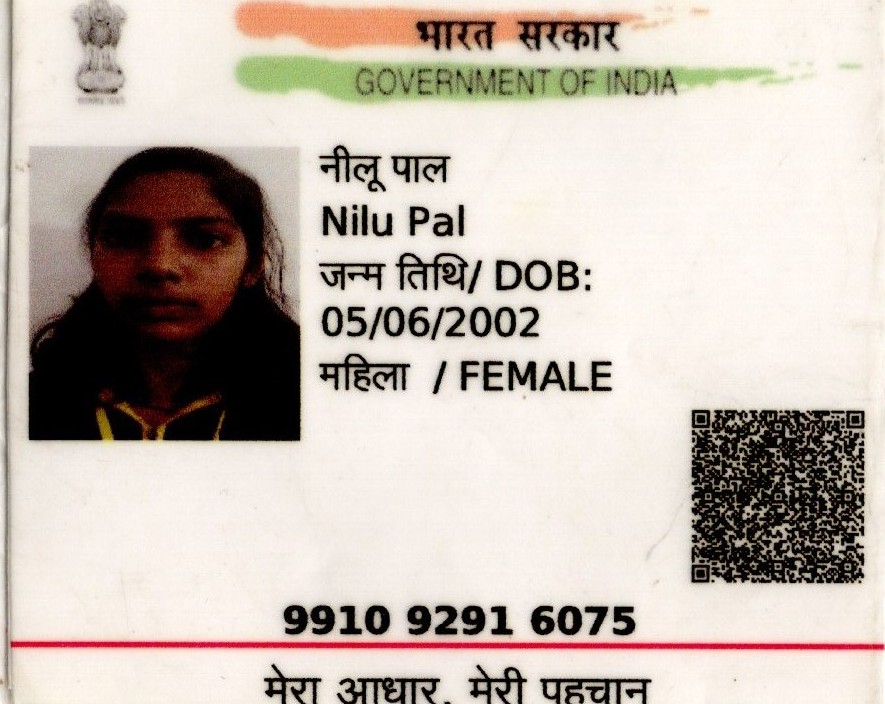 भारत सरकार
GOVERNMENT OF INDIA
नीलू पाल
Nilu Pal
जन्म तिथि/ DOB:
05/06/2002
महिला / FEMALE
9910 9291 6075
मेरा आधार, मेरी पहचान